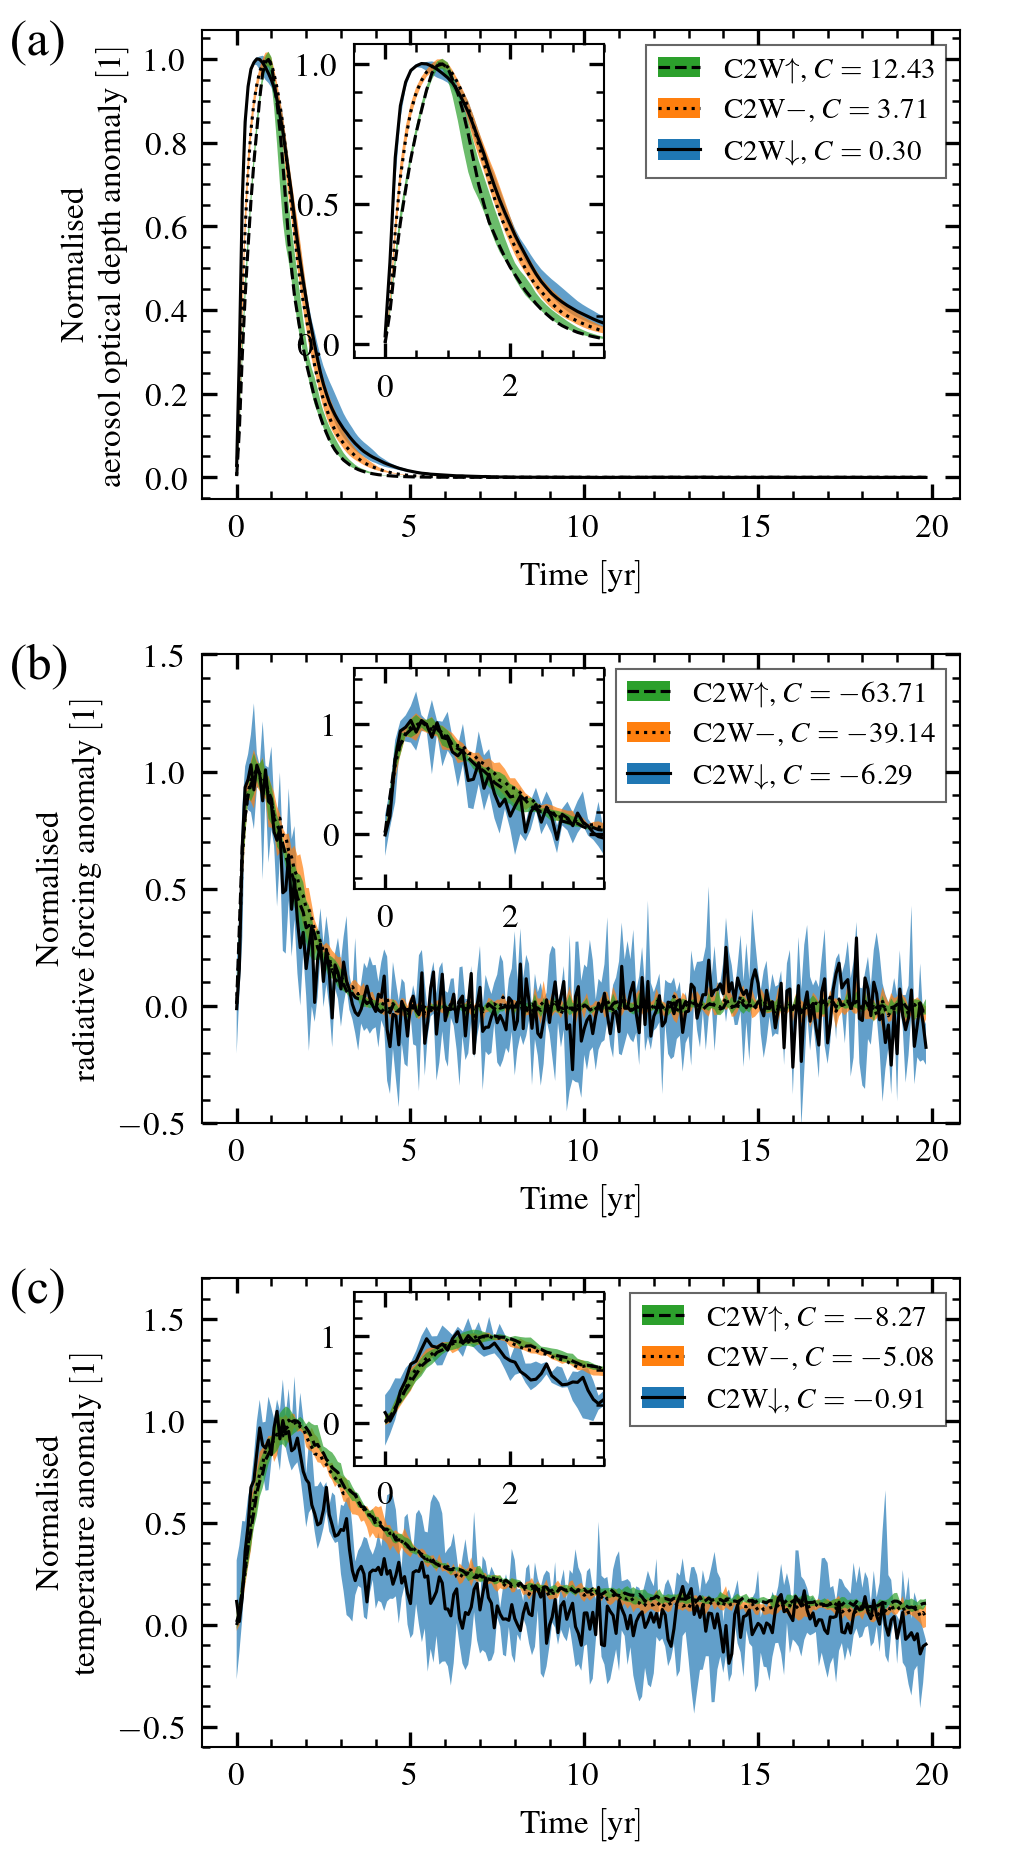 (a)
Normalised
aerosol optical depth anomaly [1]
1.0
0.8
0.6
0.4
0.2
0.0
1.0
0.5
0.
0
2
C2W↑, C = 12.43
C2W−, C = 3.71
C2W↓, C = 0.30
0
5
10
15
20
Time [yr]
(b)
Normalised
radiative forcing anomaly [1]
1.5
1.0
0.5
0.0
−0.5
1
0
0
2
C2W↑, C = −63.71
C2W−, C = −39.14
C2W↓, C = −6.29
0
5
10
15
20
Time [yr]
(c)
Normalised
temperature anomaly [1]
1.5
1.0
0.5
0.0
−0.5
1
0
0
2
C2W↑, C = −8.27
C2W−, C = −5.08
C2W↓, C = −0.91
0
5
10
15
20
Time [yr]